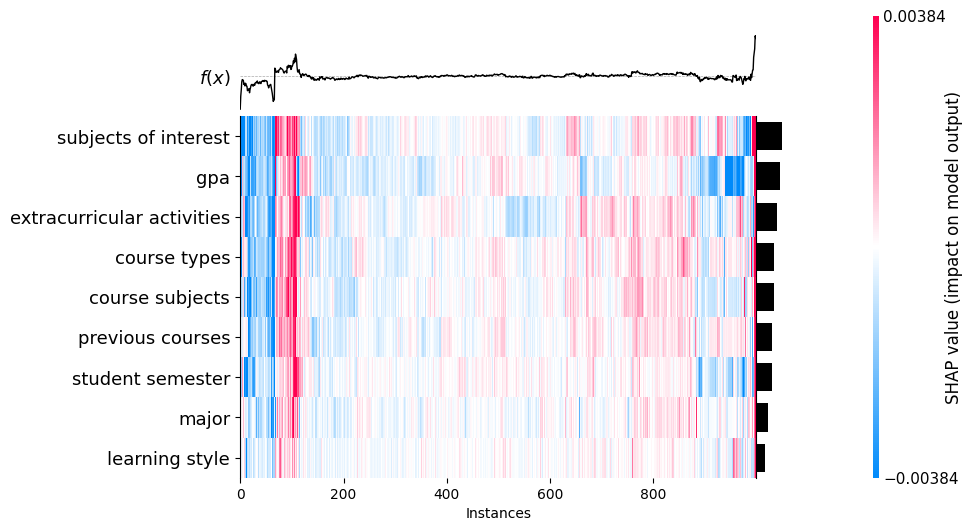 0.00384
f(x)
subjects of interest
gpa
extracurricular activities
course types
course subjects
previous courses
student semester
major
learning style
0 200 400 600 800
Instances
−0.00384
SHAP value (impact on model output)